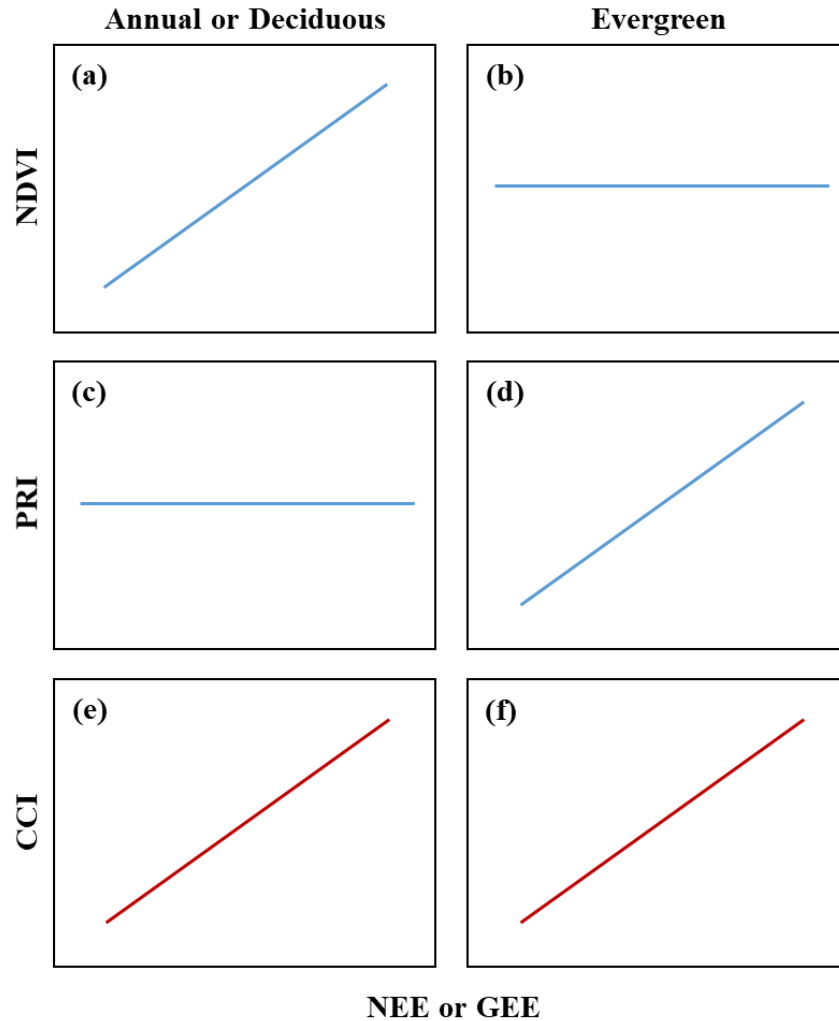 Annual or Deciduous
Evergreen
(a)
(b)
NDVI
(c)
(d)
PRI
(e)
(f)
CCI
NEE or GEE